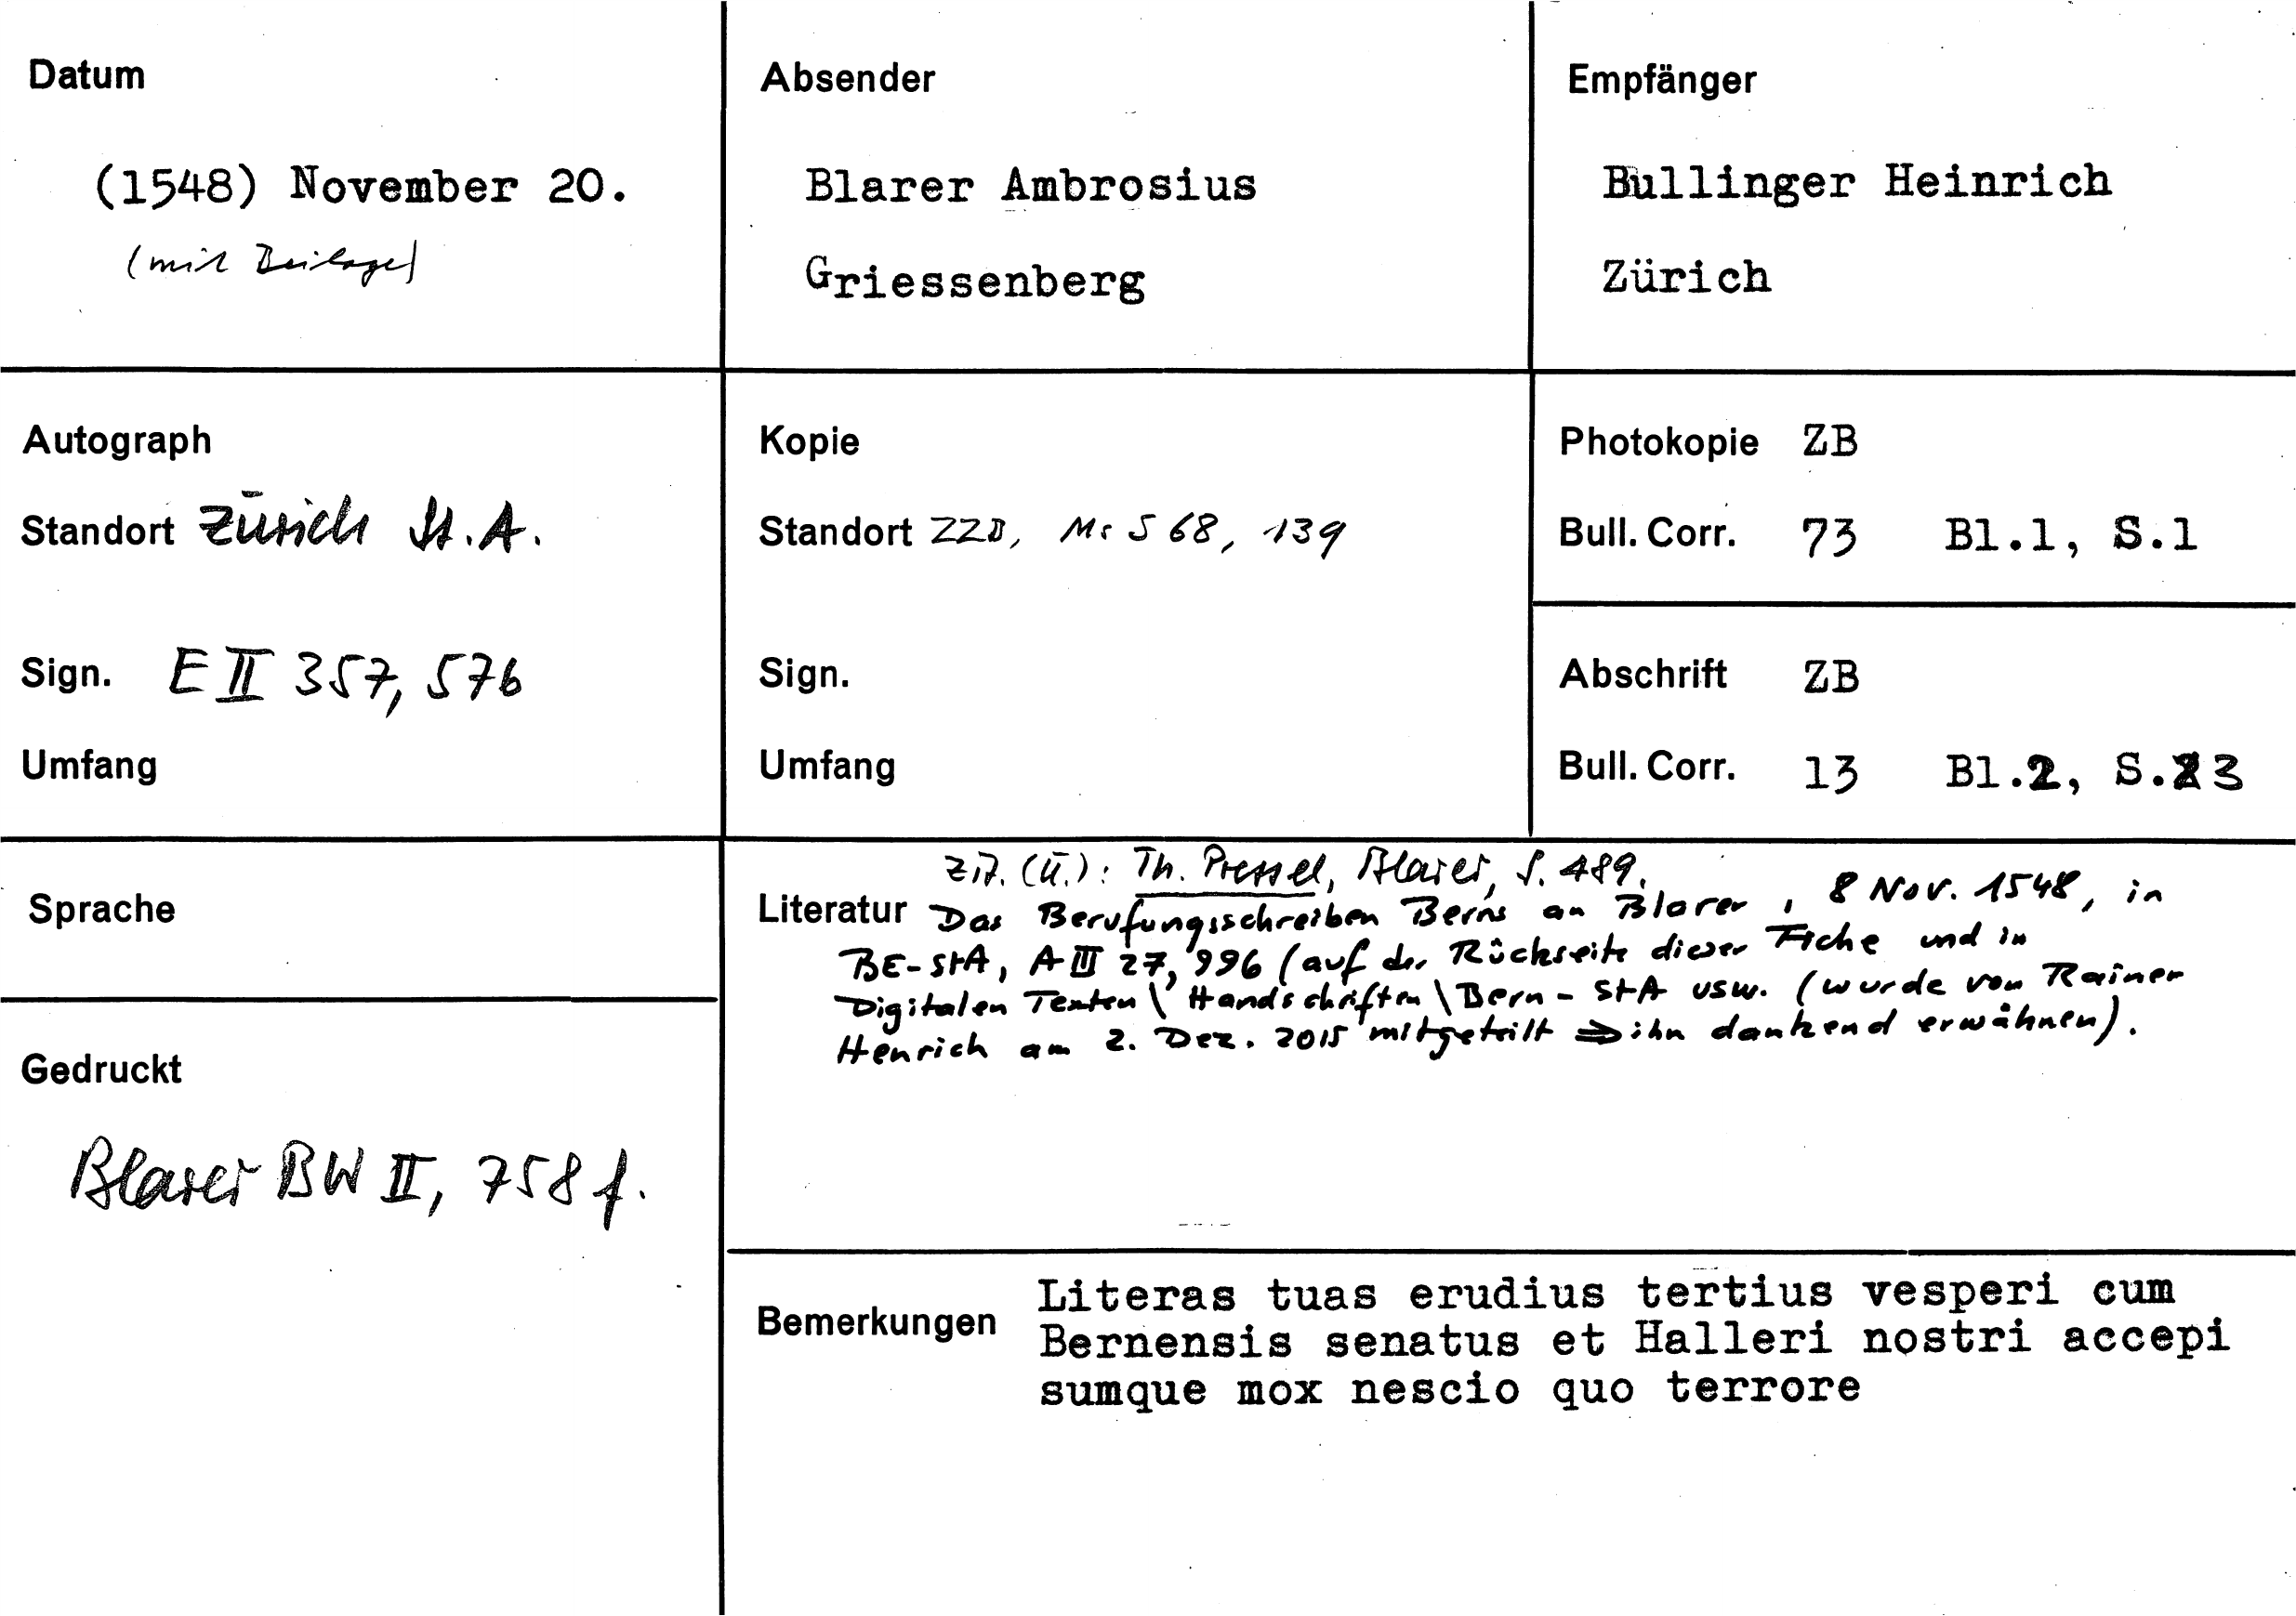 Datum
(1548) November 20.
(mit Beilage)
Absender
Blarer Ambrosius
Griessenberg
Empfänger
Bullinger Heinrich
Zürich
Autograph
Standort Zürich St.A.
Sign. E II 357, 576
Umfang
Kopie
Standort ZZB, Ms S 68, 139
Sign.
Umfang
Photokopie ZB
Bull. Corr. 73 Bl.1, S.1
Abschrift ZB
Bull. Corr. 13 Bl.2, S.23
Sprache
Gedruckt
Blarer BW II, 758 f.
Zit. (Ü.): Th. Pressel, Blarer, S. 489.
Literatur Das Berufungsschreiben Berns an Blarer, 8 Nov. 1548, in
BE-StA, A III 27, 996 (auf der Rückseite dieser Fiche und in
Digitalen Texten \ Handschriften \ Bern - StA usw. (wurde von Rainer
Henrich am 2. Dez. 2015 mitgeteilt ⇒ ihn dankend erwähnen).
Bemerkungen
Literas tuas erudius tertius vesperi cum
Bernensis senatus et Halleri nostri accepi
sumque mox nescio quo terrore